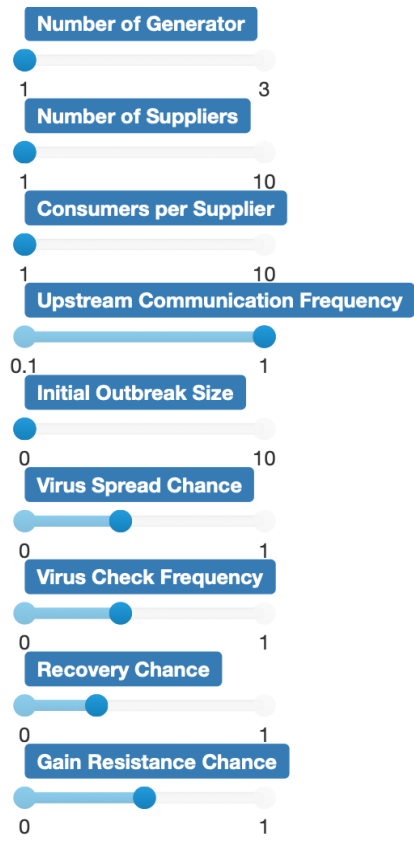 Number of Generator
1 3
Number of Suppliers
1 10
Consumers per Supplier
1 10
Upstream Communication Frequency
0.1 1
Initial Outbreak Size
0 10
Virus Spread Chance
0 1
Virus Check Frequency
0 1
Recovery Chance
0 1
Gain Resistance Chance
0 1